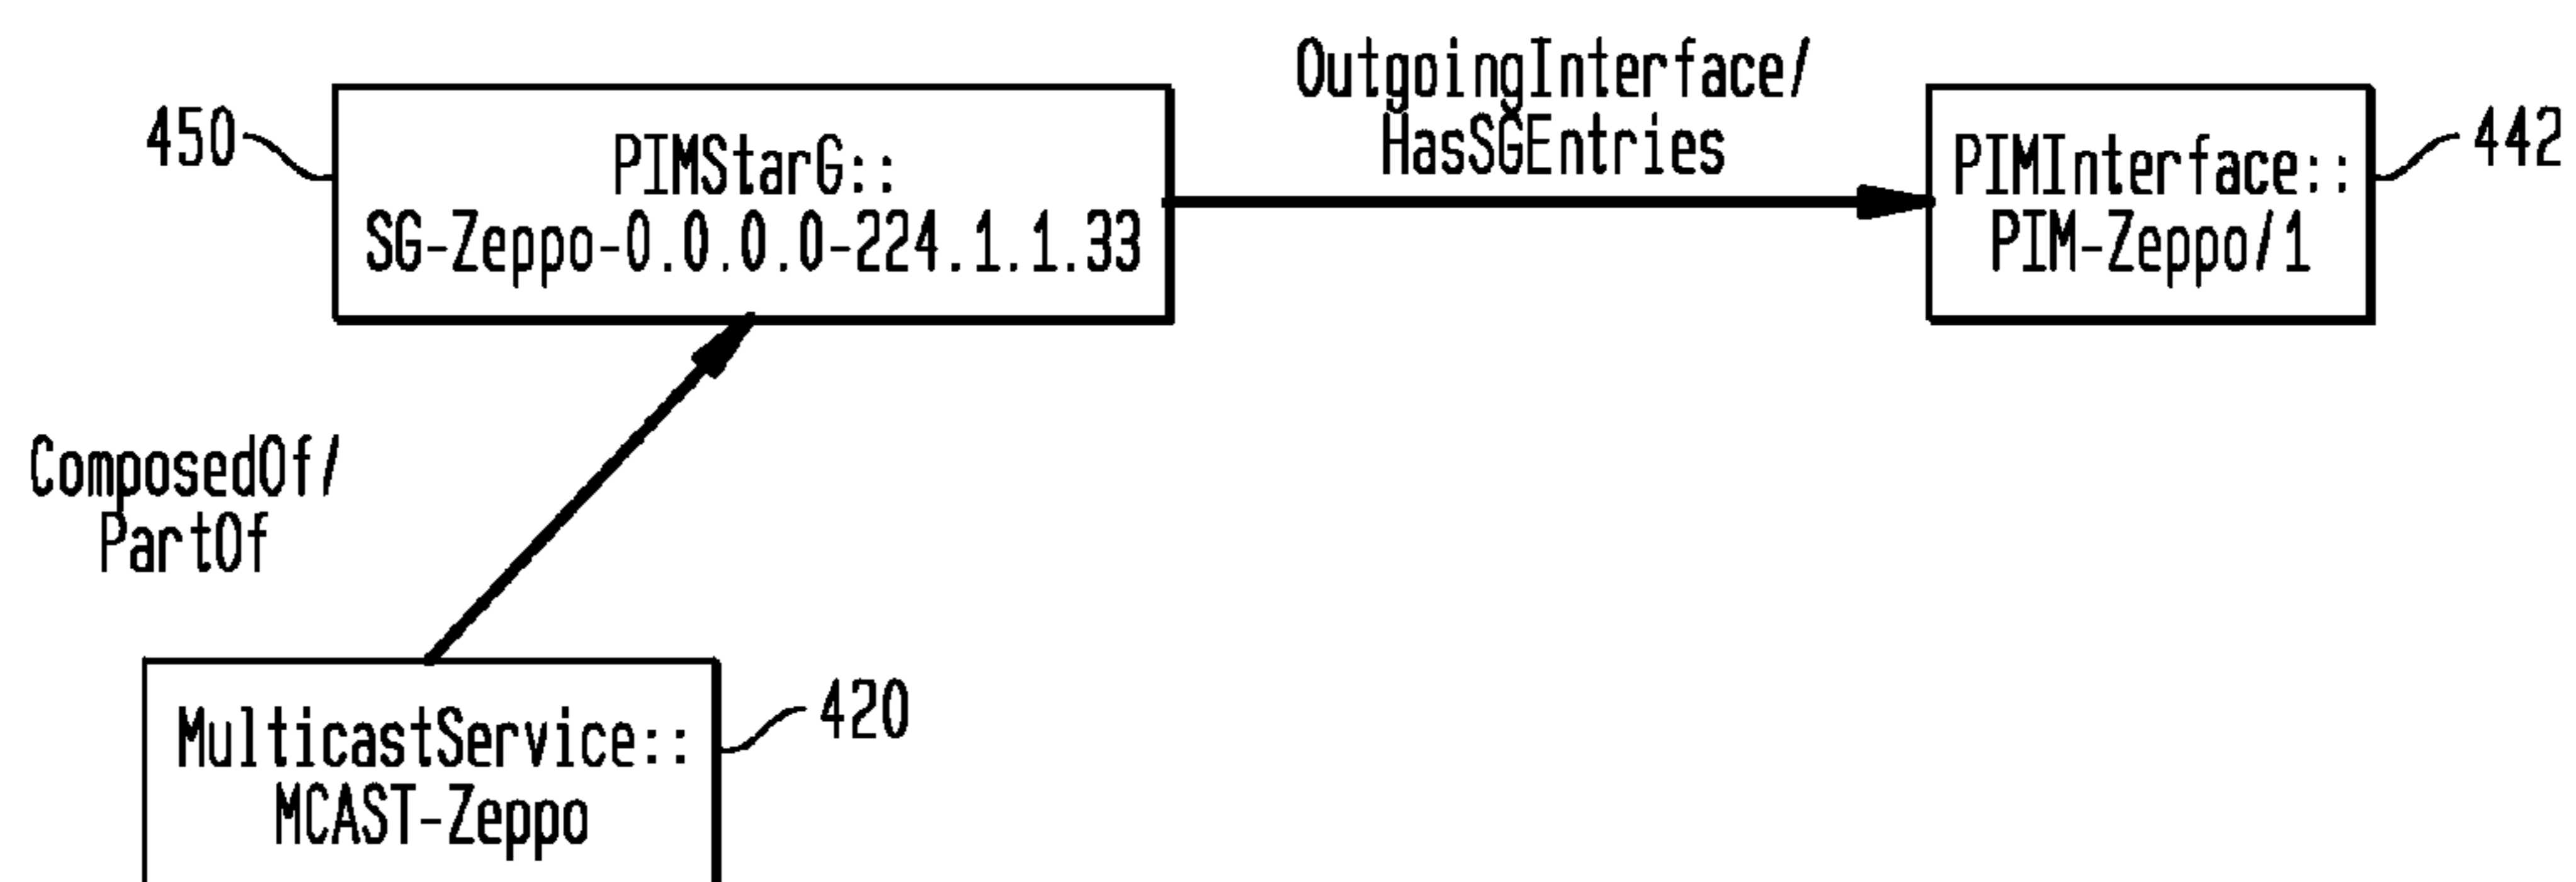 OutgoingInterface/
HasSGEntries
450
PIMStarG::
SG-Zeppo-0.0.0.0-224.1.1.33
PIMInterface::
PIM-Zeppo/1
442
ComposedOf/
PartOf
MulticastService::
MCAST-Zeppo
420